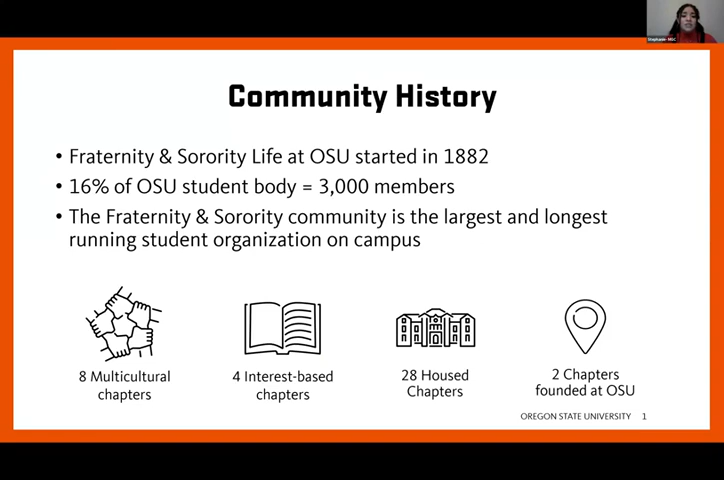 Stephanie- MSC
Community History
• Fraternity & Sorority Life at OSU started in 1882
• 16% of OSU student body = 3,000 members
• The Fraternity & Sorority community is the largest and longest
running student organization on campus
8 Multicultural
chapters
4 Interest-based
chapters
28 Housed
Chapters
2 Chapters
founded at OSU
OREGON STATE UNIVERSITY 1